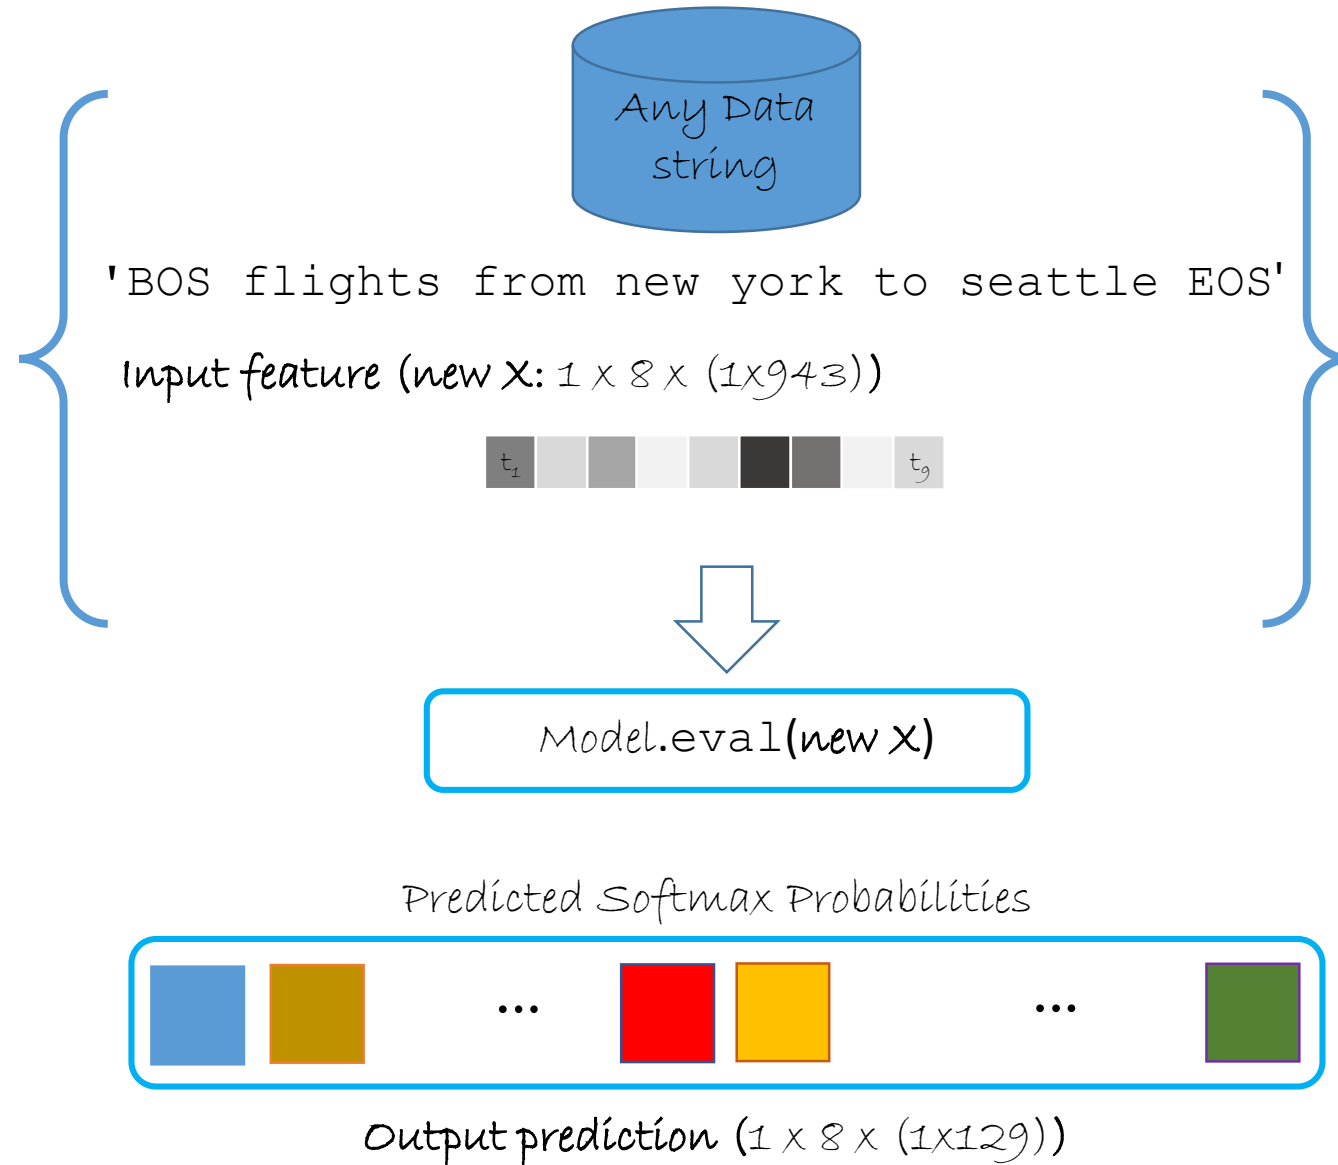 Any Data
string
'BOS flights from new york to seattle EOS'
Input feature (new X: 1 x 8 x (1x943))
t1 t9
Model.eval(new X)
Predicted Softmax Probabilities
... ...
Output prediction (1 x 8 x (1x129))